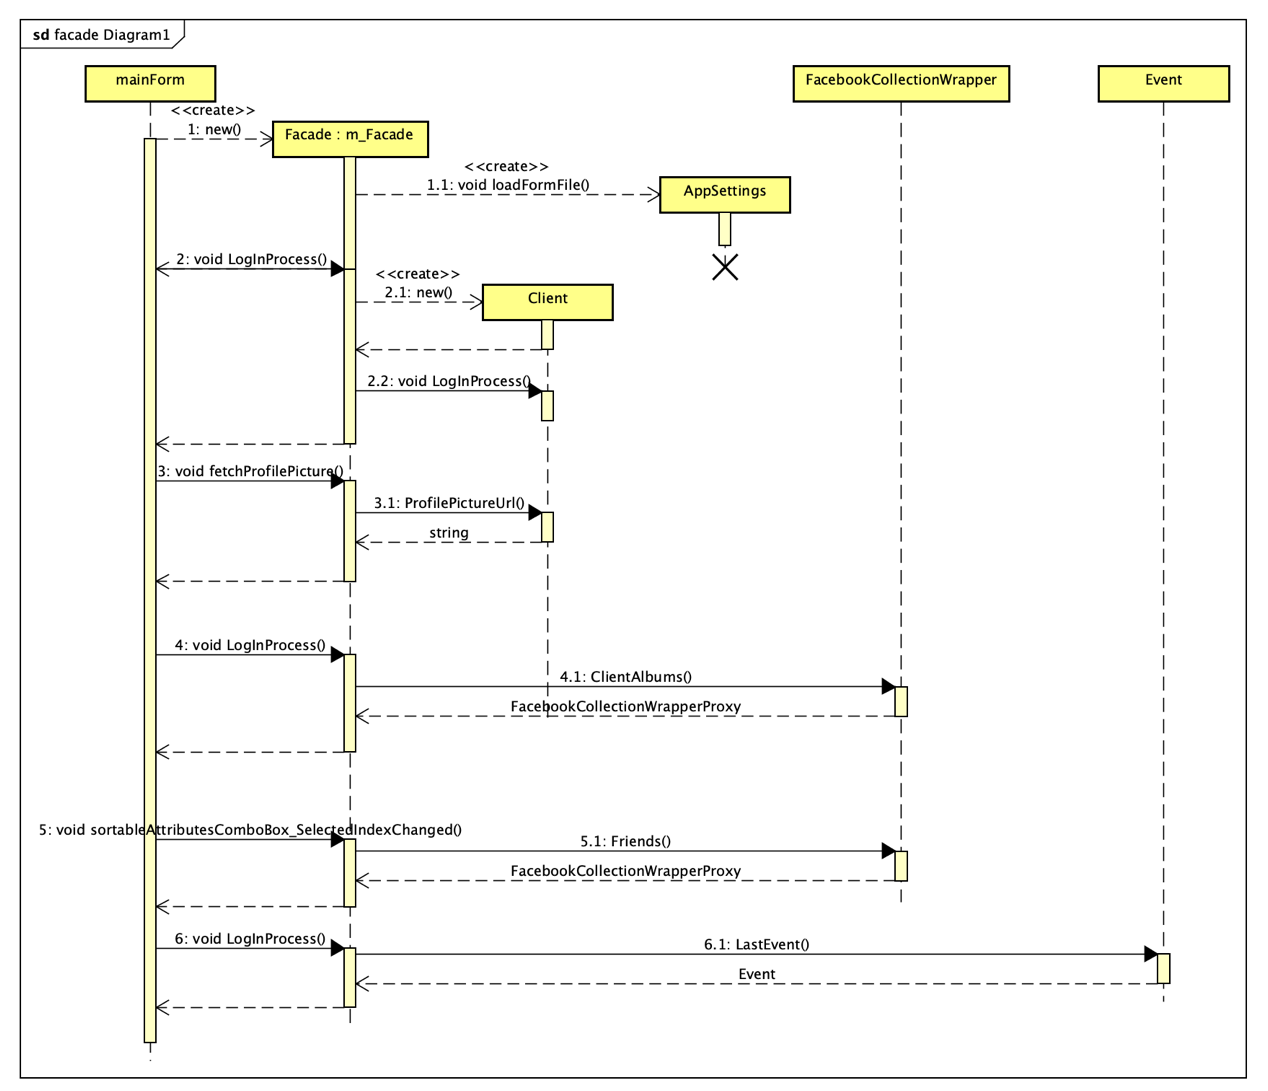 sd facade Diagram1
mainForm
FacebookCollectionWrapper
Event
<<create>>
1: new()
Facade : m_Facade
<<create>>
1.1: void loadFormFile()
AppSettings
2: void LogInProcess()
<<create>>
2.1: new()
Client
2.2: void LogInProcess()
3: void fetchProfilePicture()
3.1: ProfilePictureUrl()
string
4: void LogInProcess()
4.1: ClientAlbums()
FacebookCollectionWrapperProxy
5: void sortableAttributesComboBox_SelectedIndexChanged()
5.1: Friends()
FacebookCollectionWrapperProxy
6: void LogInProcess()
6.1: LastEvent()
Event